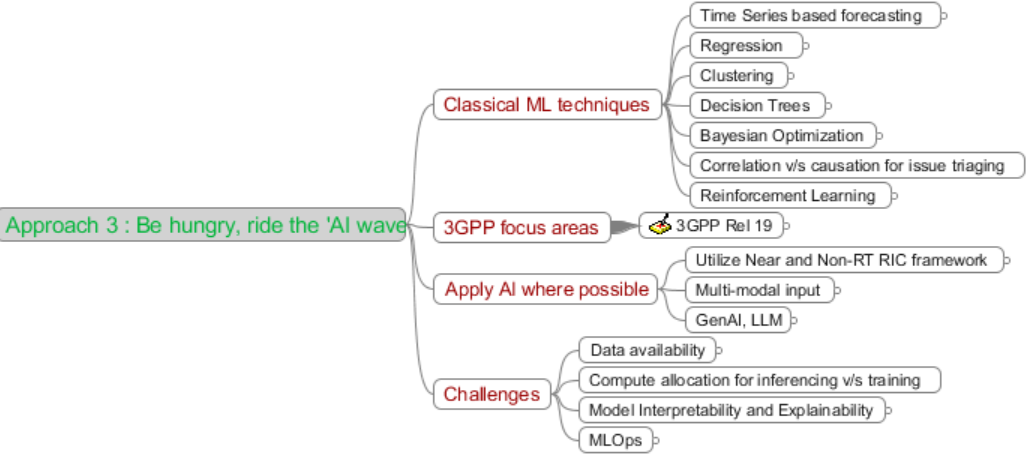 Approach 3 : Be hungry, ride the 'AI wave
Classical ML techniques
Time Series based forecasting
Regression
Clustering
Decision Trees
Bayesian Optimization
Correlation v/s causation for issue triaging
Reinforcement Learning
3GPP focus areas
3GPP Rel 19
Apply AI where possible
Utilize Near and Non-RT RIC framework
Multi-modal input
GenAI, LLM
Challenges
Data availability
Compute allocation for inferencing v/s training
Model Interpretability and Explainability
MLOps